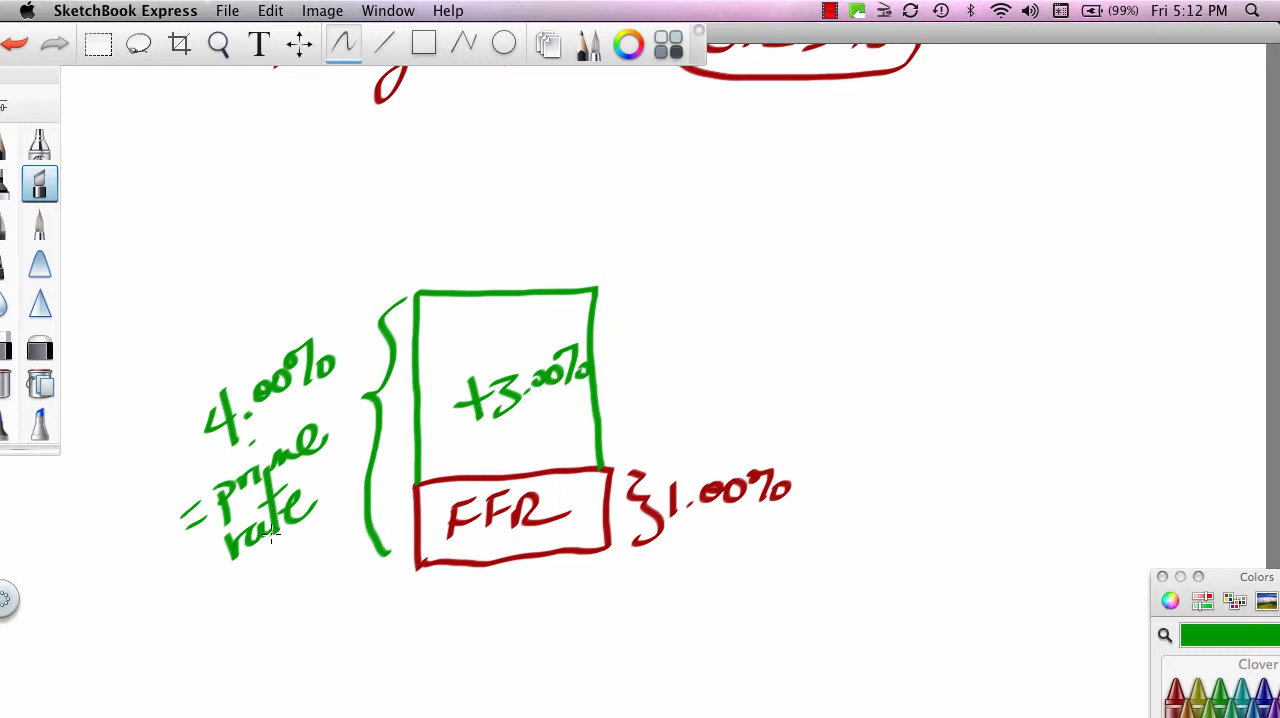 SketchBook Express File Edit Image Window Help (99%) Fri 5:12 PM
T
+3.00%
4.00%
= prime
rate
FFR
1.00%
Colors
Clover